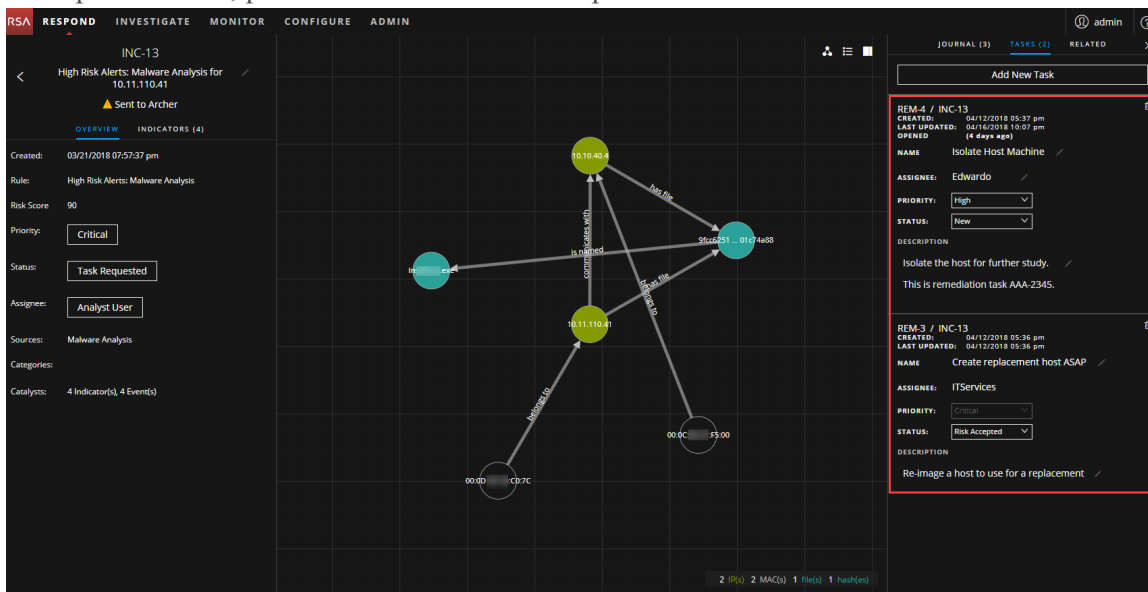 RSA RESPOND INVESTIGATE MONITOR CONFIGURE ADMIN admin
INC-13
High Risk Alerts: Malware Analysis for
10.11.110.41
Sent to Archer
OVERVIEW INDICATORS (4)
Created: 03/21/2018 07:57:37 pm
Rule: High Risk Alerts: Malware Analysis
Risk Score 90
Priority: Critical
Status: Task Requested
Assignee: Analyst User
Sources: Malware Analysis
Categories:
Catalysts: 4 Indicator(s), 4 Event(s)
10.10.40.4
has file
communicates with
9fcc6251 ... 01c74a88
is named
.exe
has file
belongs to
10.11.110.41
belongs to
00:0C :F5:00
00:0D :CD:7C
2 IP(s) 2 MAC(s) 1 file(s) 1 hash(es)
JOURNAL (3) TASKS (2) RELATED
Add New Task
REM-4 / INC-13
CREATED: 04/12/2018 05:37 pm
LAST UPDATED: 04/16/2018 10:07 pm
OPENED (4 days ago)
NAME Isolate Host Machine
ASSIGNEE: Edwardo
PRIORITY: High
STATUS: New
DESCRIPTION
Isolate the host for further study.
This is remediation task AAA-2345.
REM-3 / INC-13
CREATED: 04/12/2018 05:36 pm
LAST UPDATED: 04/12/2018 05:36 pm
NAME Create replacement host ASAP
ASSIGNEE: ITServices
PRIORITY: Critical
STATUS: Risk Accepted
DESCRIPTION
Re-image a host to use for a replacement